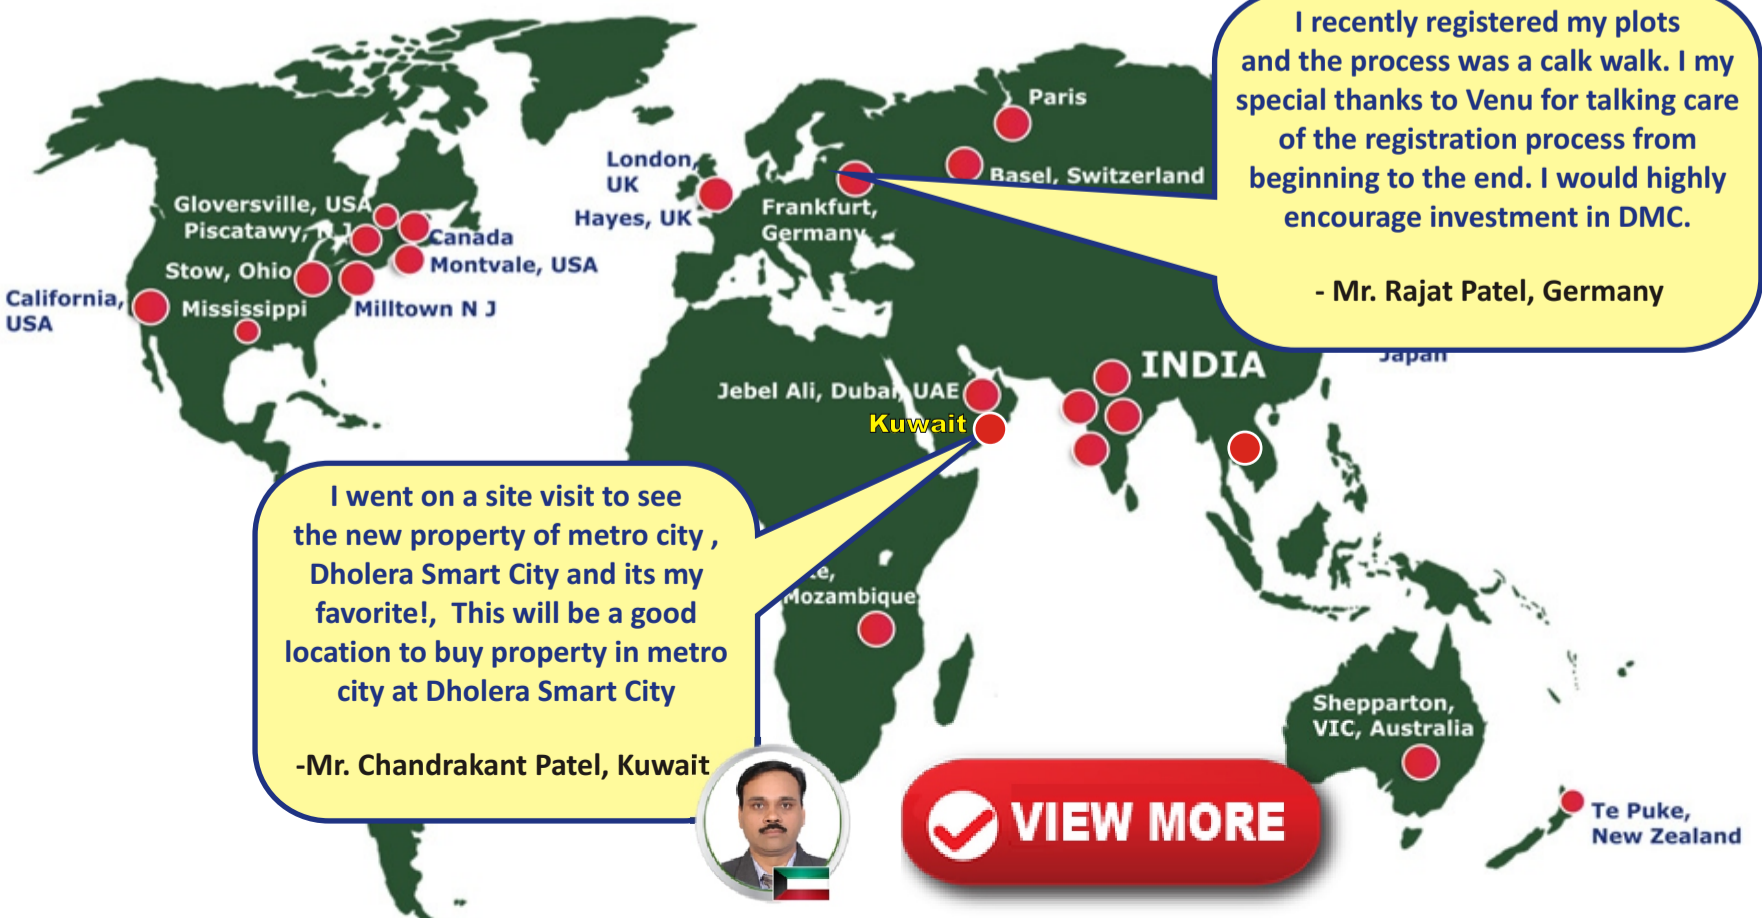 I recently registered my plots
and the process was a calk walk. I my
special thanks to Venu for talking care
of the registration process from
beginning to the end. I would highly
encourage investment in DMC.
- Mr. Rajat Patel, Germany
Paris
Basel, Switzerland
London,
UK
Hayes, UK
Frankfurt,
Germany
Gloversville, USA
Piscatawy, N J
Canada
Montvale, USA
Stow, Ohio
California,
USA
Mississippi
Milltown N J
INDIA
Japan
Jebel Ali, Dubai, UAE
Kuwait
I went on a site visit to see
the new property of metro city ,
Dholera Smart City and its my
favorite!, This will be a good
location to buy property in metro
city at Dholera Smart City
-Mr. Chandrakant Patel, Kuwait
Mozambique
Shepparton,
VIC, Australia
VIEW MORE
Te Puke,
New Zealand